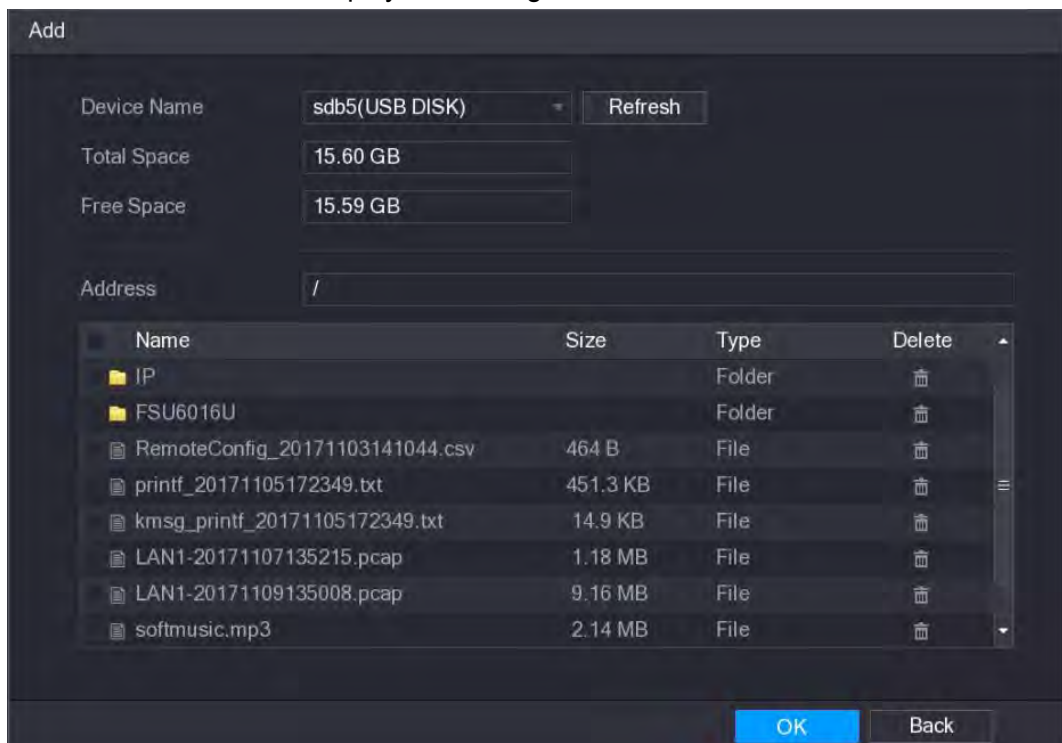 Add
Device Name sdb5(USB DISK) Refresh
Total Space 15.60 GB
Free Space 15.59 GB
Address /
Name Size Type Delete
IP Folder
FSU6016U Folder
RemoteConfig_20171103141044.csv 464 B File
printf_20171105172349.txt 451.3 KB File
kmsg_printf_20171105172349.txt 14.9 KB File
LAN1-20171107135215.pcap 1.18 MB File
LAN1-20171109135008.pcap 9.16 MB File
softmusic.mp3 2.14 MB File
OK Back